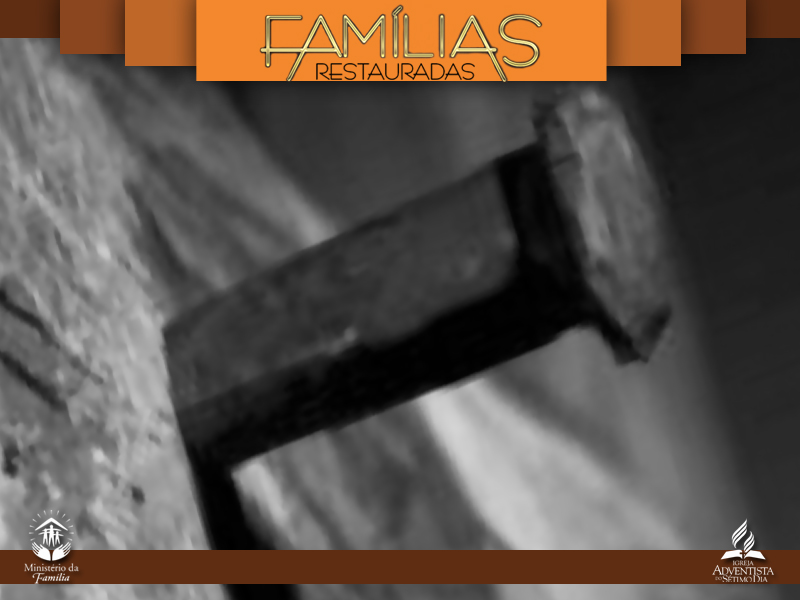 FAMÍLIAS
RESTAURADAS
Ministério da
Família
IGREJA
ADVENTISTA
DO SÉTIMO DIA